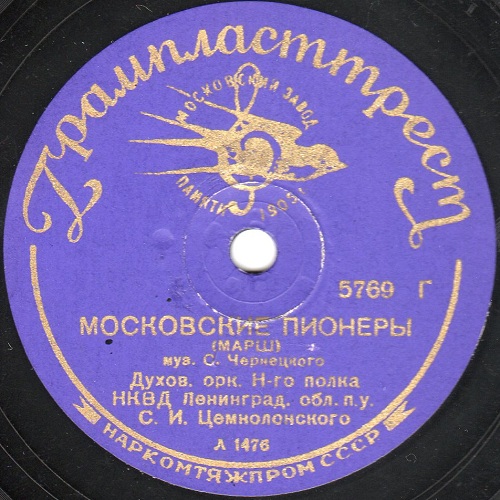 Грампласттрест
МОСКОВСКИЙ ЗАВОД
ПАМЯТИ 1905
5769 Г
МОСКОВСКИЕ ПИОНЕРЫ
(МАРШ)
муз. С. Чернецкого
Духов. орк. Н-го полка
НКВД Ленинград. обл. п.у.
С. И. Цемнолонского
Л 1476
НАРКОМТЯЖПРОМ СССР